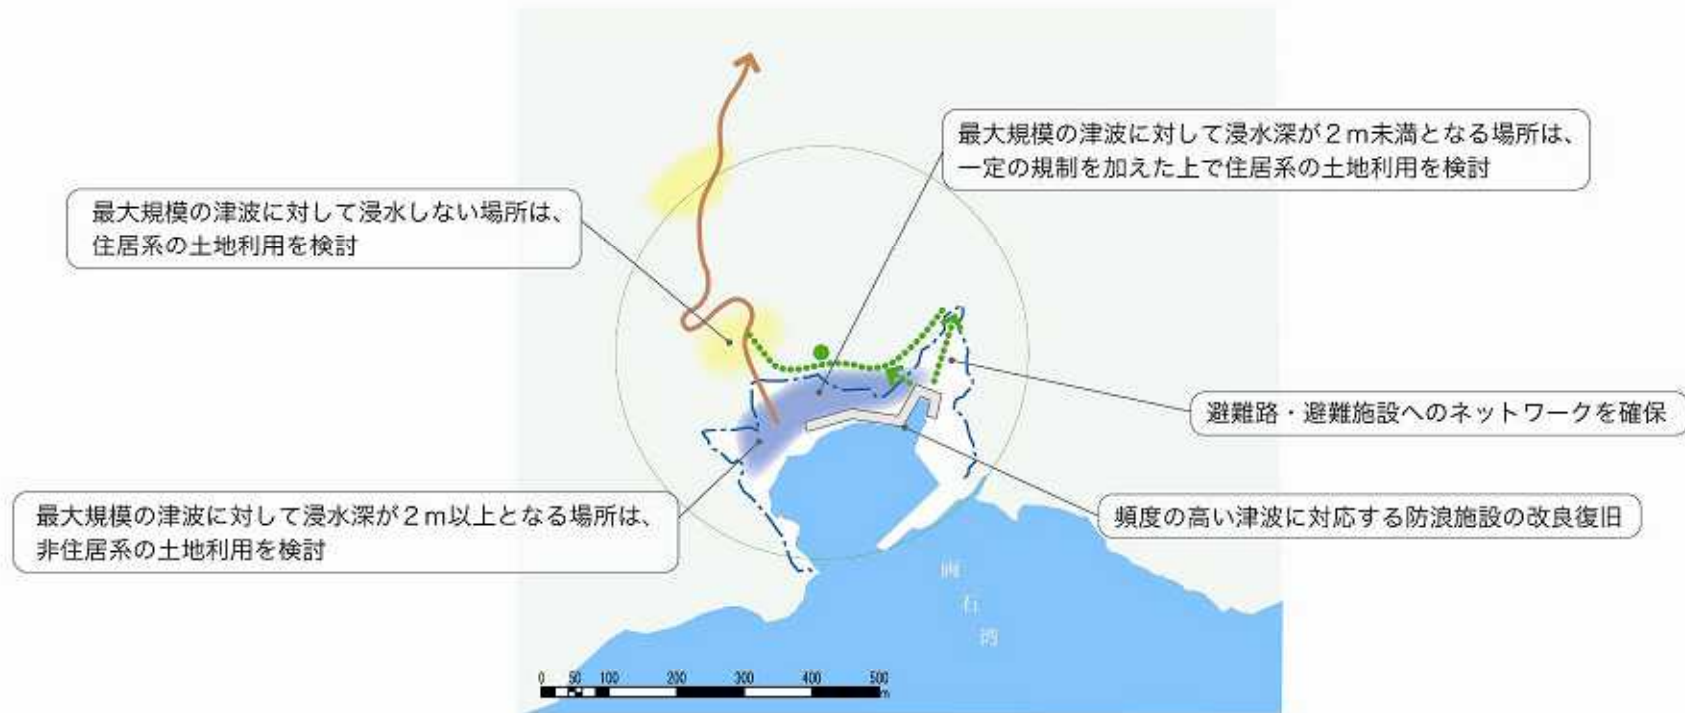 最大規模の津波に対して浸水深が2m未満となる場所は、
一定の規制を加えた上で住居系の土地利用を検討
最大規模の津波に対して浸水しない場所は、
住居系の土地利用を検討
避難路・避難施設へのネットワークを確保
最大規模の津波に対して浸水深が2m以上となる場所は、
非住居系の土地利用を検討
頻度の高い津波に対応する防浪施設の改良復旧
石
湾
0 50 100 200 300 400 500
m